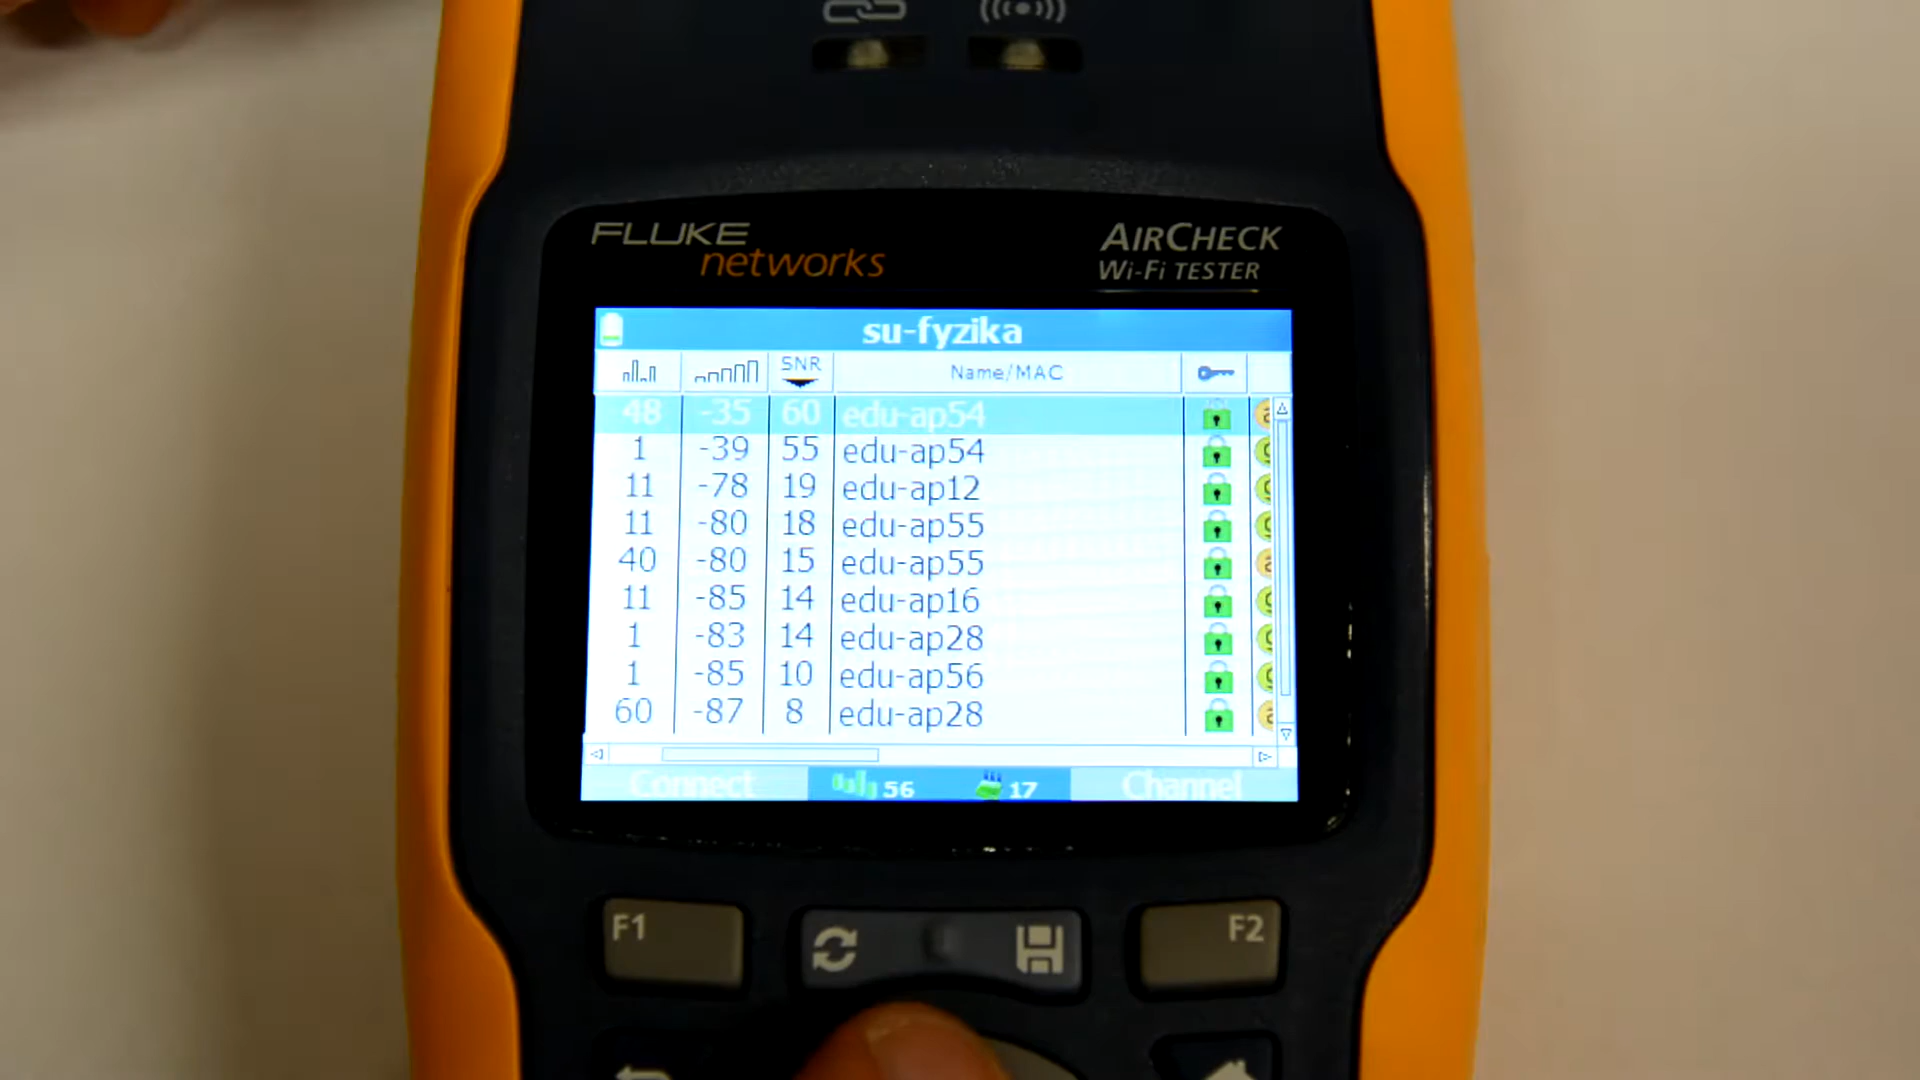 FLUKE
networks
AIRCHECK
Wi-Fi TESTER
su-fyzika
SNR Name/MAC
48 -35 60 edu-ap54
1 -39 55 edu-ap54
11 -78 19 edu-ap12
11 -80 18 edu-ap55
40 -80 15 edu-ap55
11 -85 14 edu-ap16
1 -83 14 edu-ap28
1 -85 10 edu-ap56
60 -87 8 edu-ap28
Connect 56 17 Channel
F1
F2